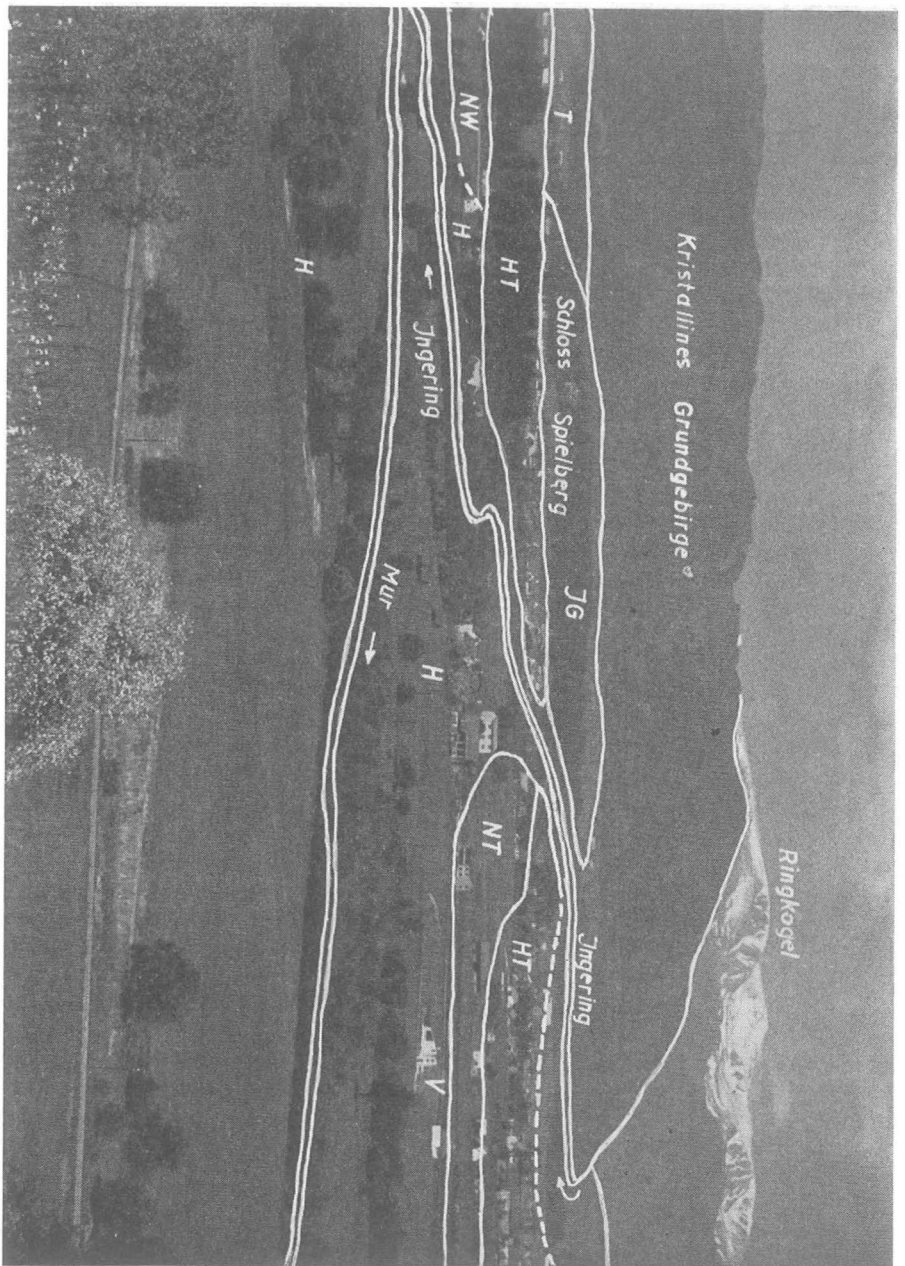 Kristallines Grundgebirge
Ringkogel
T
Schloss Spielberg
JG
Jngering
NW
H
HT
HT
NT
Jngering
H
V
H
Mur